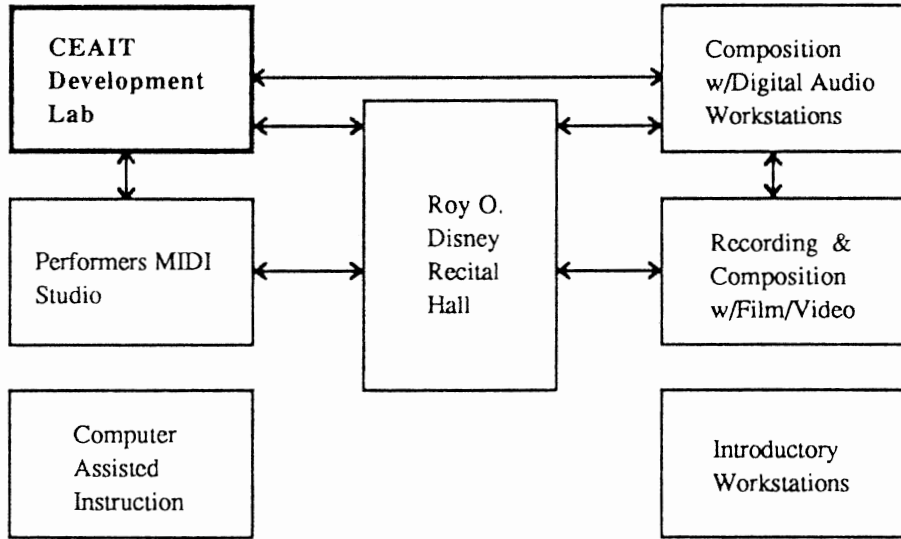 CEAIT
Development
Lab
Composition
w/Digital Audio
Workstations
Roy O.
Disney
Recital
Hall
Performers MIDI
Studio
Recording &
Composition
w/Film/Video
Computer
Assisted
Instruction
Introductory
Workstations